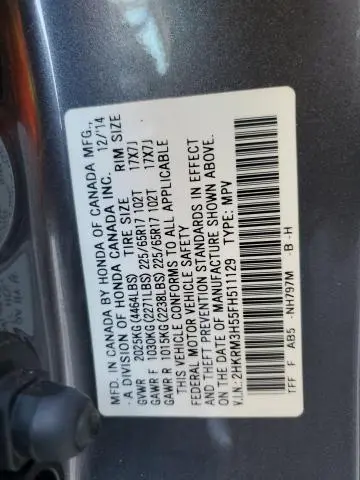 MFD. IN CANADA BY HONDA OF CANADA MFG.,
A DIVISION OF HONDA CANADA INC. 12/'14
TIRE SIZE RIM SIZE
GVWR 2025KG(4464LBS)
GAWR F 1030KG(2271LBS) 225/65R17 102T 17X7J
GAWR R 1015KG(2238LBS) 225/65R17 102T 17X7J
THIS VEHICLE CONFORMS TO ALL APPLICABLE
FEDERAL MOTOR VEHICLE SAFETY
AND THEFT PREVENTION STANDARDS IN EFFECT
ON THE DATE OF MANUFACTURE SHOWN ABOVE.
V.I.N: 2HKRM3H55FH511129 TYPE: MPV
TFF F AB5 -NH797M -B -H